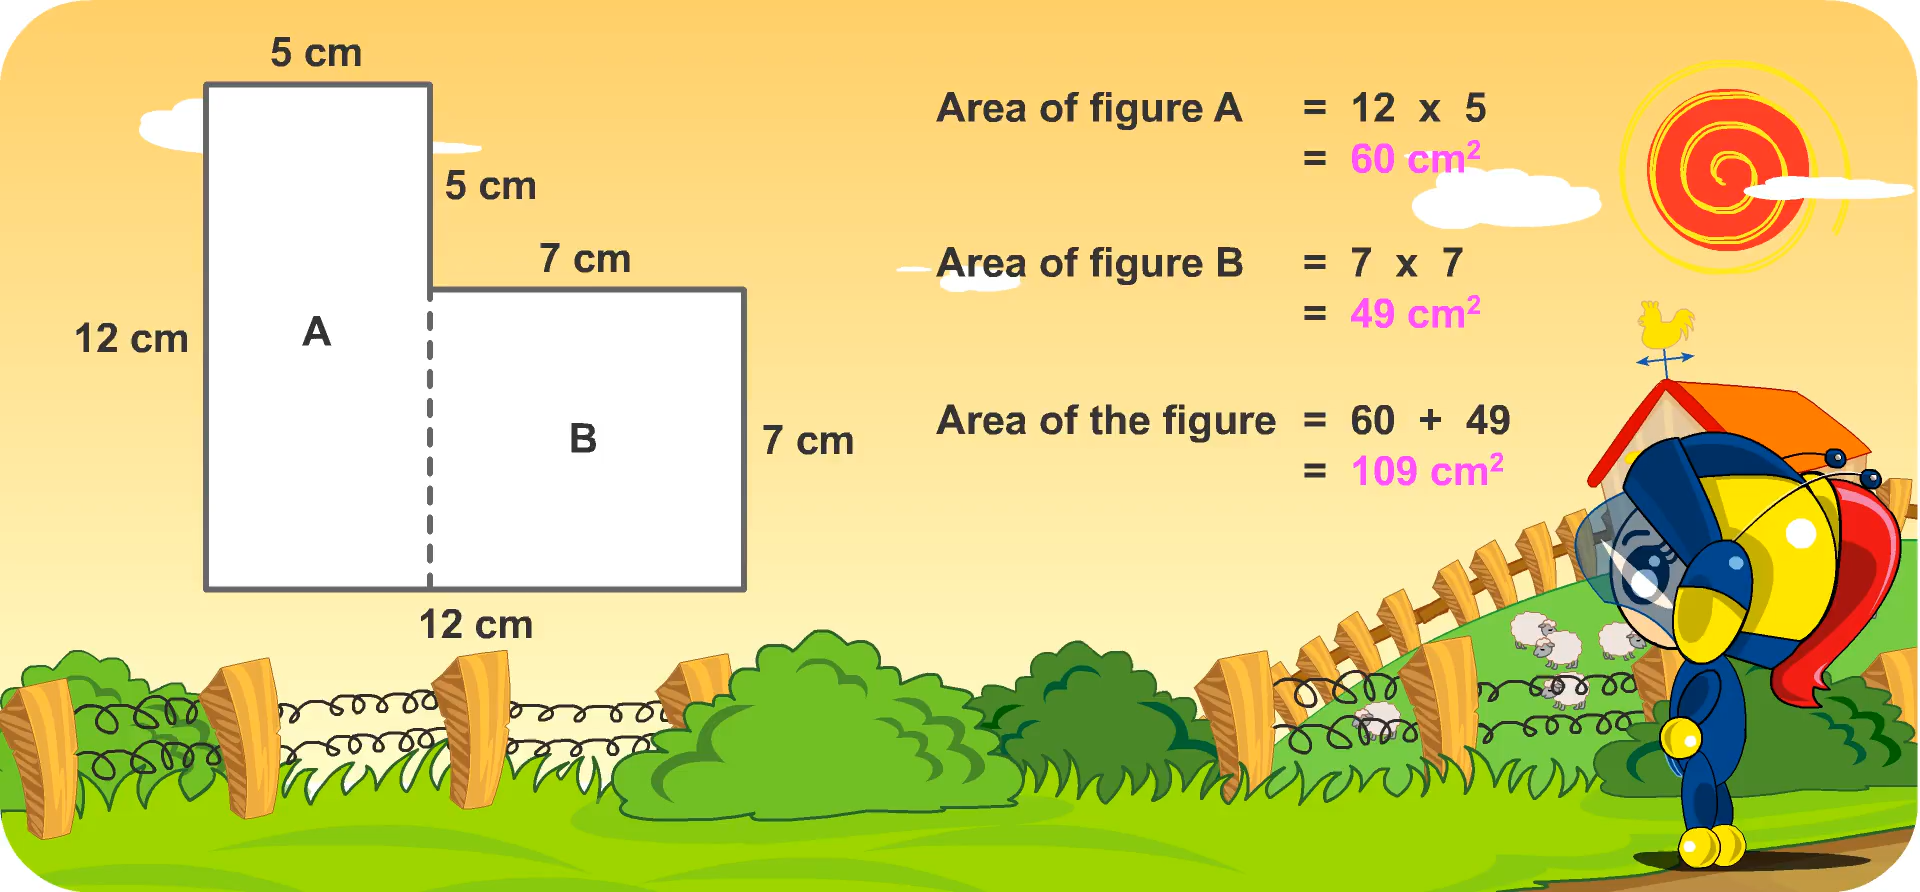 5 cm
5 cm
7 cm
12 cm
A
B
7 cm
12 cm
Area of figure A = 12 x 5
= 60 cm²
Area of figure B = 7 x 7
= 49 cm²
Area of the figure = 60 + 49
= 109 cm²